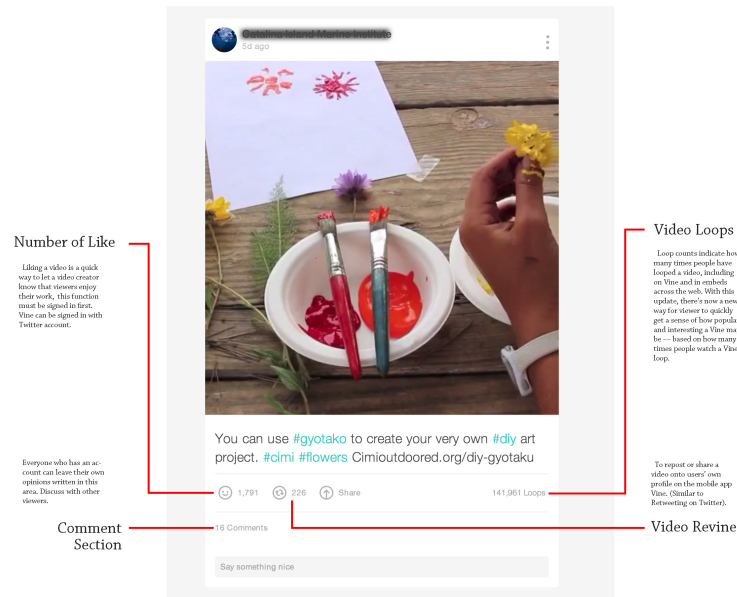 Catalina Island Marine Institute
5d ago
You can use #gyotako to create your very own #diy art
project. #cimi #flowers Cimioutdoored.org/diy-gyotaku
1,791
226
Share
141,961 Loops
16 Comments
Say something nice
Number of Like
Liking a video is a quick
way to let a video creator
know that viewers enjoy
their work, this function
must be signed in first.
Vine can be signed in with
Twitter account.
Everyone who has an ac-
count can leave their own
opinions written in this
area. Discuss with other
viewers.
Comment
Section
Video Loops
Loop counts indicate how
many times people have
looped a video, including
on Vine and in embeds
across the web. With this
update, there's now a new
way for viewer to quickly
get a sense of how popula
and interesting a Vine ma
be -- based on how many
times people watch a Vine
loop.
To repost or share a
video onto users' own
profile on the mobile app
Vine. (Similar to
Retweeting on Twitter).
Video Revine